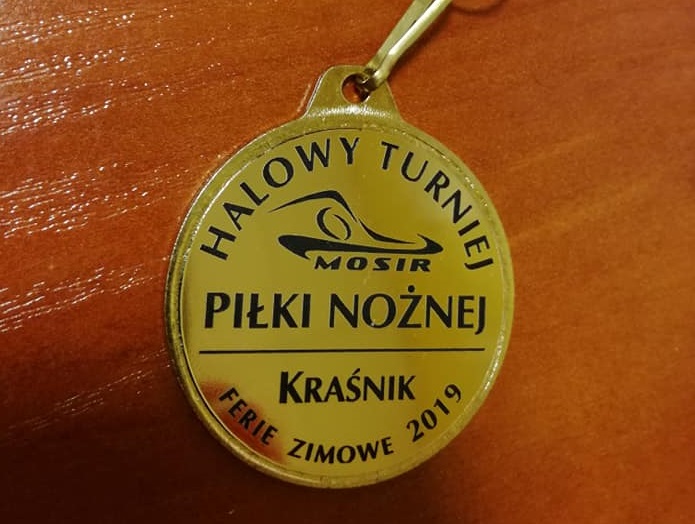 HALOWY TURNIEJ
MOSIR
PIŁKI NOŻNEJ
KRAŚNIK
FERIE ZIMOWE 2019